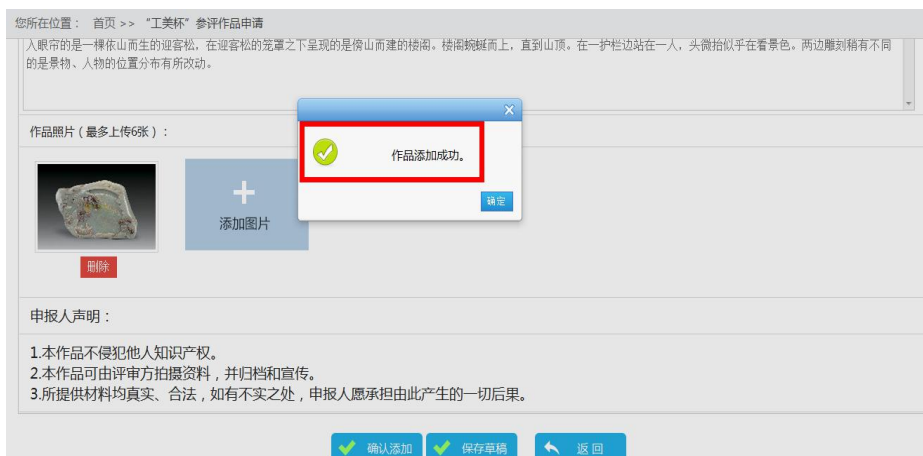 您所在位置： 首页 >> “工美杯”参评作品申请
入眼帘的是一棵依山而生的迎客松，在迎客松的笼罩之下呈现的是傍山而建的楼阁。楼阁蜿蜒而上，直到山顶。在一护栏边站在一人，头微抬似乎在看景色。两边雕刻稍有不同
的是景物、人物的位置分布有所改动。
作品照片（最多上传6张）：
作品添加成功。
确定
添加图片
删除
申报人声明：
1.本作品不侵犯他人知识产权。
2.本作品可由评审方拍摄资料，并归档和宣传。
3.所提供材料均真实、合法，如有不实之处，申报人愿承担由此产生的一切后果。
确认添加 保存草稿 返回